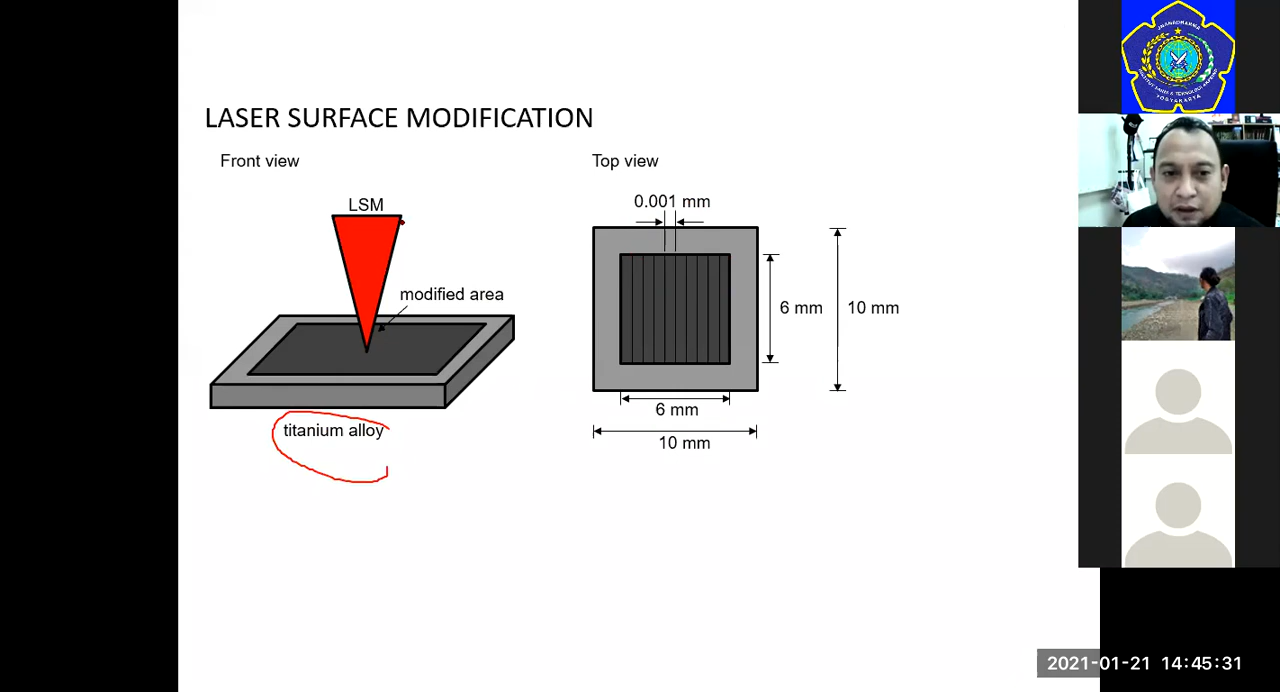 LASER SURFACE MODIFICATION
Front view
Top view
LSM
0.001 mm
modified area
6 mm
10 mm
titanium alloy
6 mm
10 mm
YOGYAKARTA
2021-01-21 14:45:31